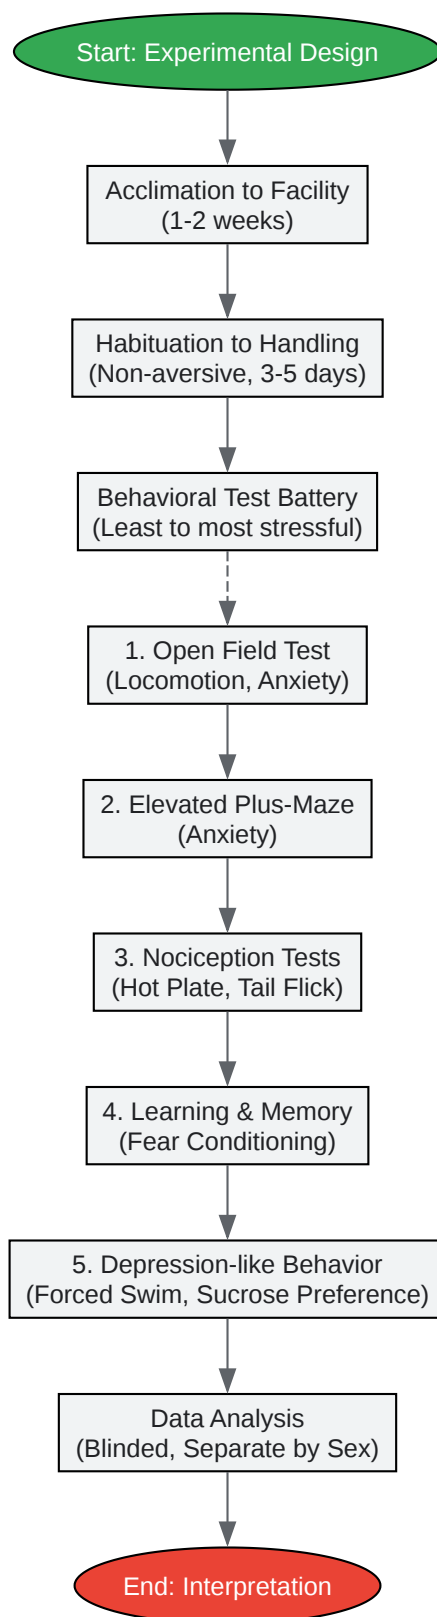 Start: Experimental Design
Acclimation to Facility
(1-2 weeks)
Habituation to Handling
(Non-aversive, 3-5 days)
Behavioral Test Battery
(Least to most stressful)
1. Open Field Test
(Locomotion, Anxiety)
2. Elevated Plus-Maze
(Anxiety)
3. Nociception Tests
(Hot Plate, Tail Flick)
4. Learning & Memory
(Fear Conditioning)
5. Depression-like Behavior
(Forced Swim, Sucrose Preference)
Data Analysis
(Blinded, Separate by Sex)
End: Interpretation